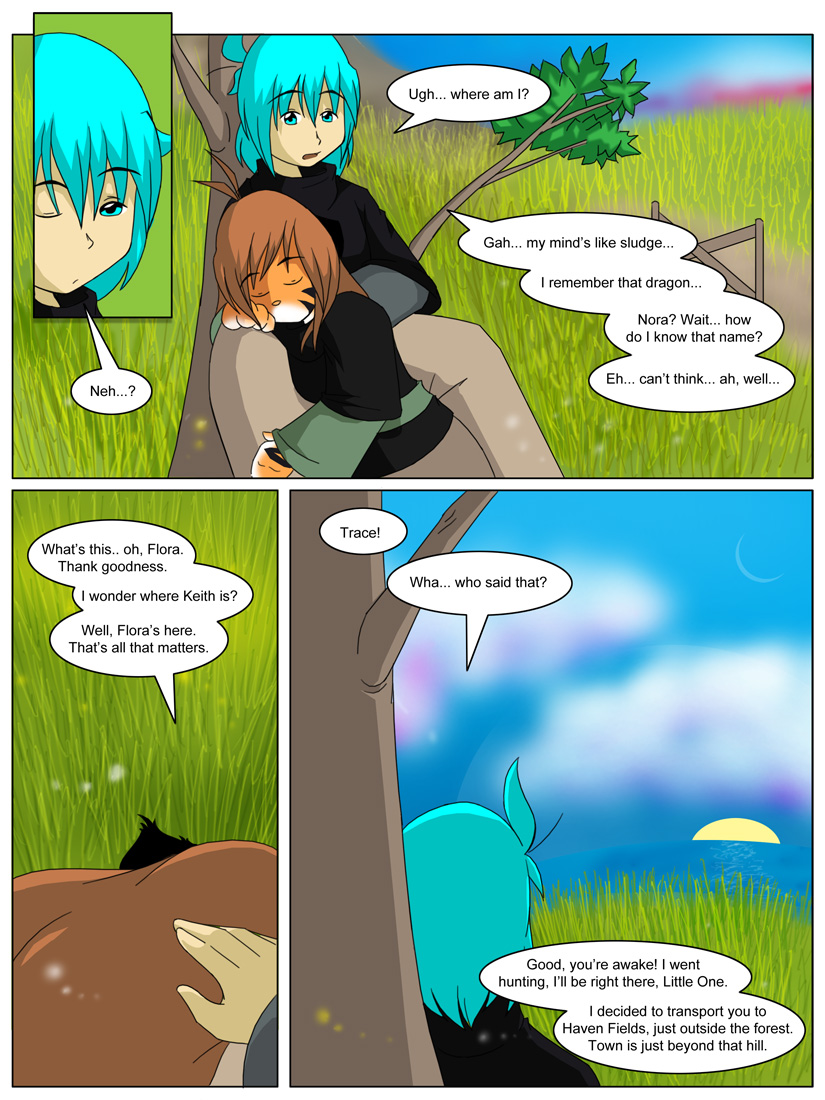 Neh...?
Ugh... where am I?
Gah... my mind's like sludge...
I remember that dragon...
Nora? Wait... how
do I know that name?
Eh... can't think... ah, well...
What's this.. oh, Flora.
Thank goodness.
I wonder where Keith is?
Well, Flora's here.
That's all that matters.
Trace!
Wha... who said that?
Good, you're awake! I went
hunting, I'll be right there, Little One.
I decided to transport you to
Haven Fields, just outside the forest.
Town is just beyond that hill.